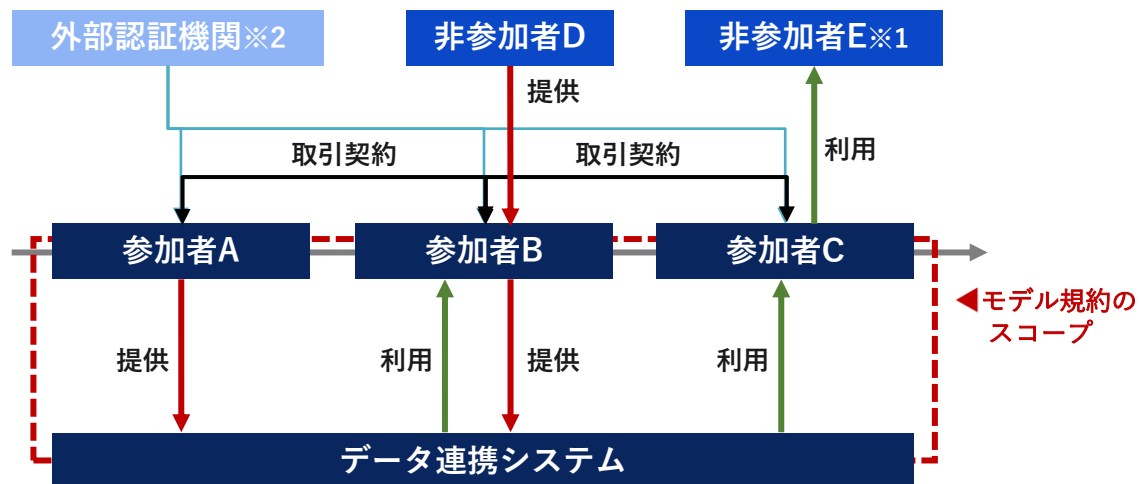 外部認証機関※2
非参加者D
非参加者E※1
提供
取引契約
取引契約
利用
参加者A
参加者B
参加者C
◀モデル規約の
スコープ
提供
利用
提供
利用
データ連携システム